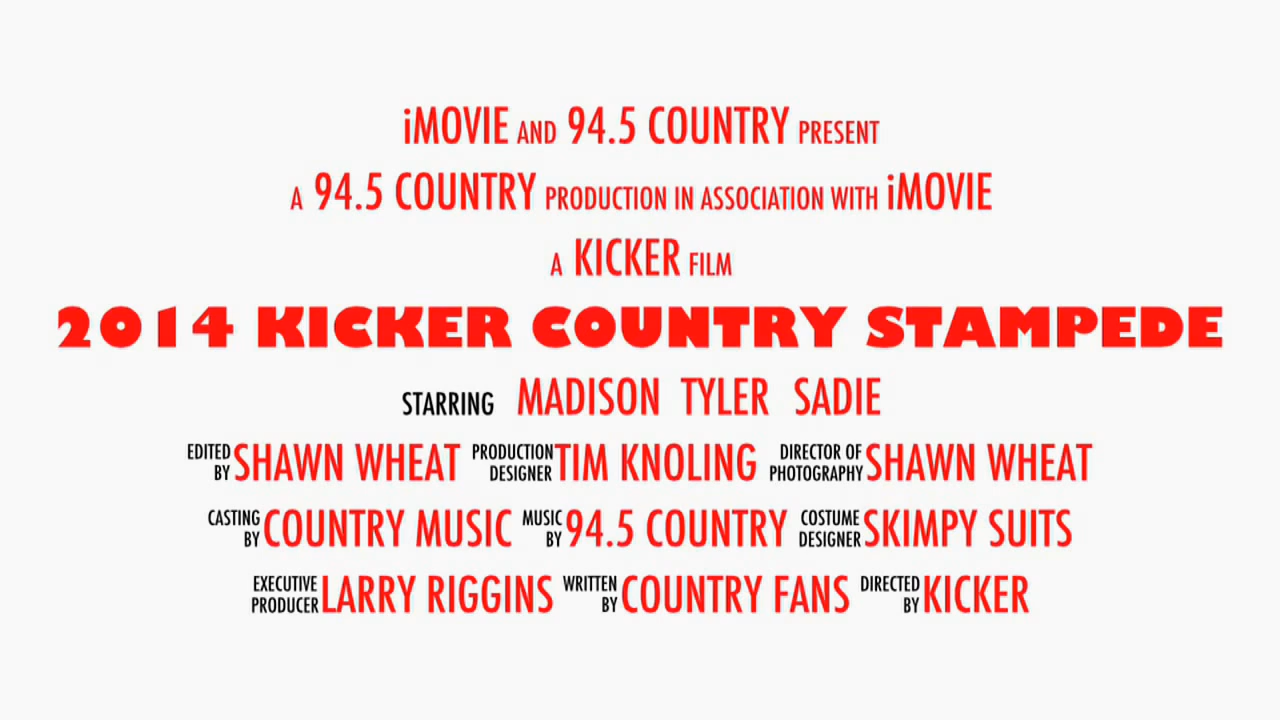 iMOVIE AND 94.5 COUNTRY PRESENT
A 94.5 COUNTRY PRODUCTION IN ASSOCIATION WITH iMOVIE
A KICKER FILM
2014 KICKER COUNTRY STAMPEDE
STARRING MADISON TYLER SADIE
EDITED BY SHAWN WHEAT PRODUCTION DESIGNER TIM KNOLING DIRECTOR OF PHOTOGRAPHY SHAWN WHEAT
CASTING BY COUNTRY MUSIC MUSIC BY 94.5 COUNTRY COSTUME DESIGNER SKIMPY SUITS
EXECUTIVE PRODUCER LARRY RIGGINS WRITTEN BY COUNTRY FANS DIRECTED BY KICKER